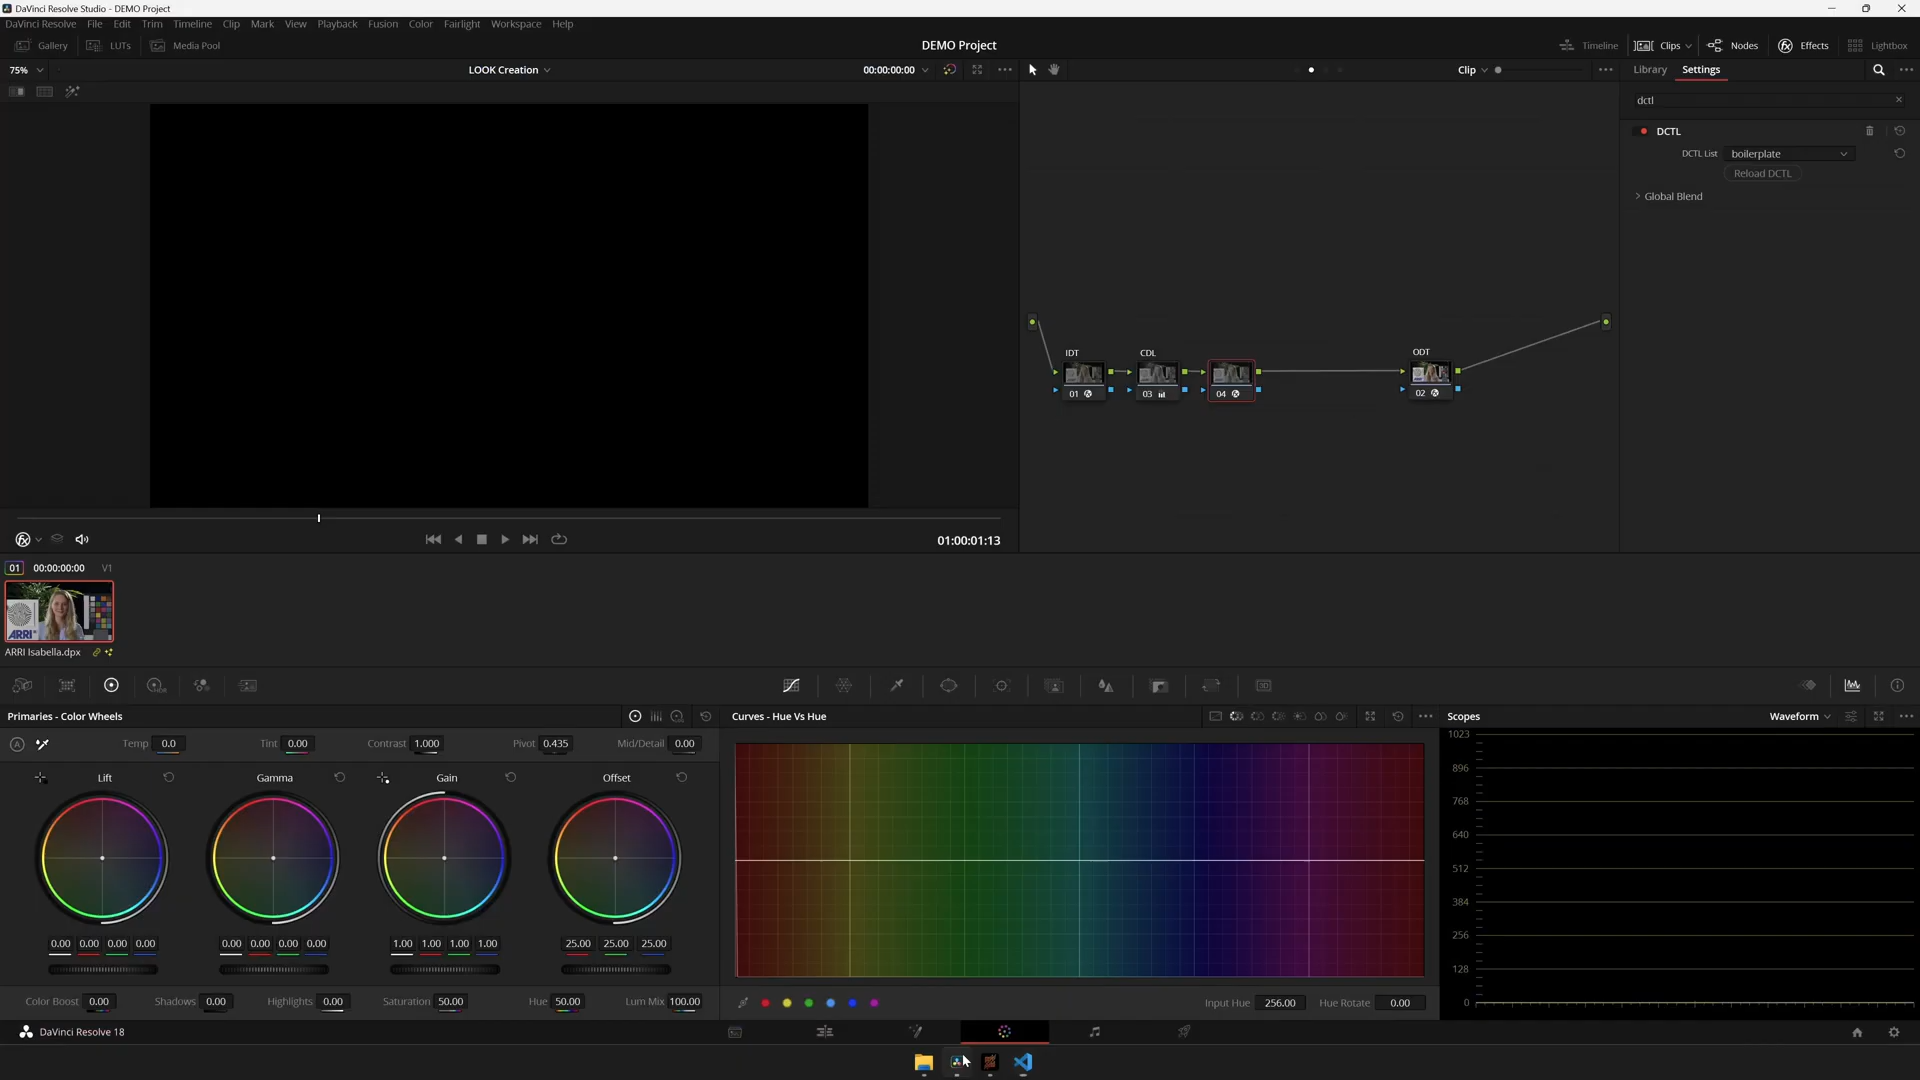 DaVinci Resolve Studio - DEMO Project
DaVinci Resolve File Edit Trim Timeline Clip Mark View Playback Fusion Color Fairlight Workspace Help
Gallery LUTs Media Pool DEMO Project Timeline Clips Nodes Effects Lightbox
75% LOOK Creation 00:00:00:00 Clip Library Settings
dctl
DCTL
DCTL List boilerplate
Reload DCTL
Global Blend
IDT CDL ODT
01 03 04 02
01:00:01:13
01 00:00:00:00 V1
ARRI
ARRI Isabella.dpx
Primaries - Color Wheels Curves - Hue Vs Hue Scopes Waveform
A Temp 0.0 Tint 0.00 Contrast 1.000 Pivot 0.435 Mid/Detail 0.00
Lift Gamma Gain Offset
0.00 0.00 0.00 0.00 0.00 0.00 0.00 0.00 1.00 1.00 1.00 1.00 25.00 25.00 25.00
Color Boost 0.00 Shadows 0.00 Highlights 0.00 Saturation 50.00 Hue 50.00 Lum Mix 100.00
Input Hue 256.00 Hue Rotate 0.00
1023
896
768
640
512
384
256
128
0
DaVinci Resolve 18